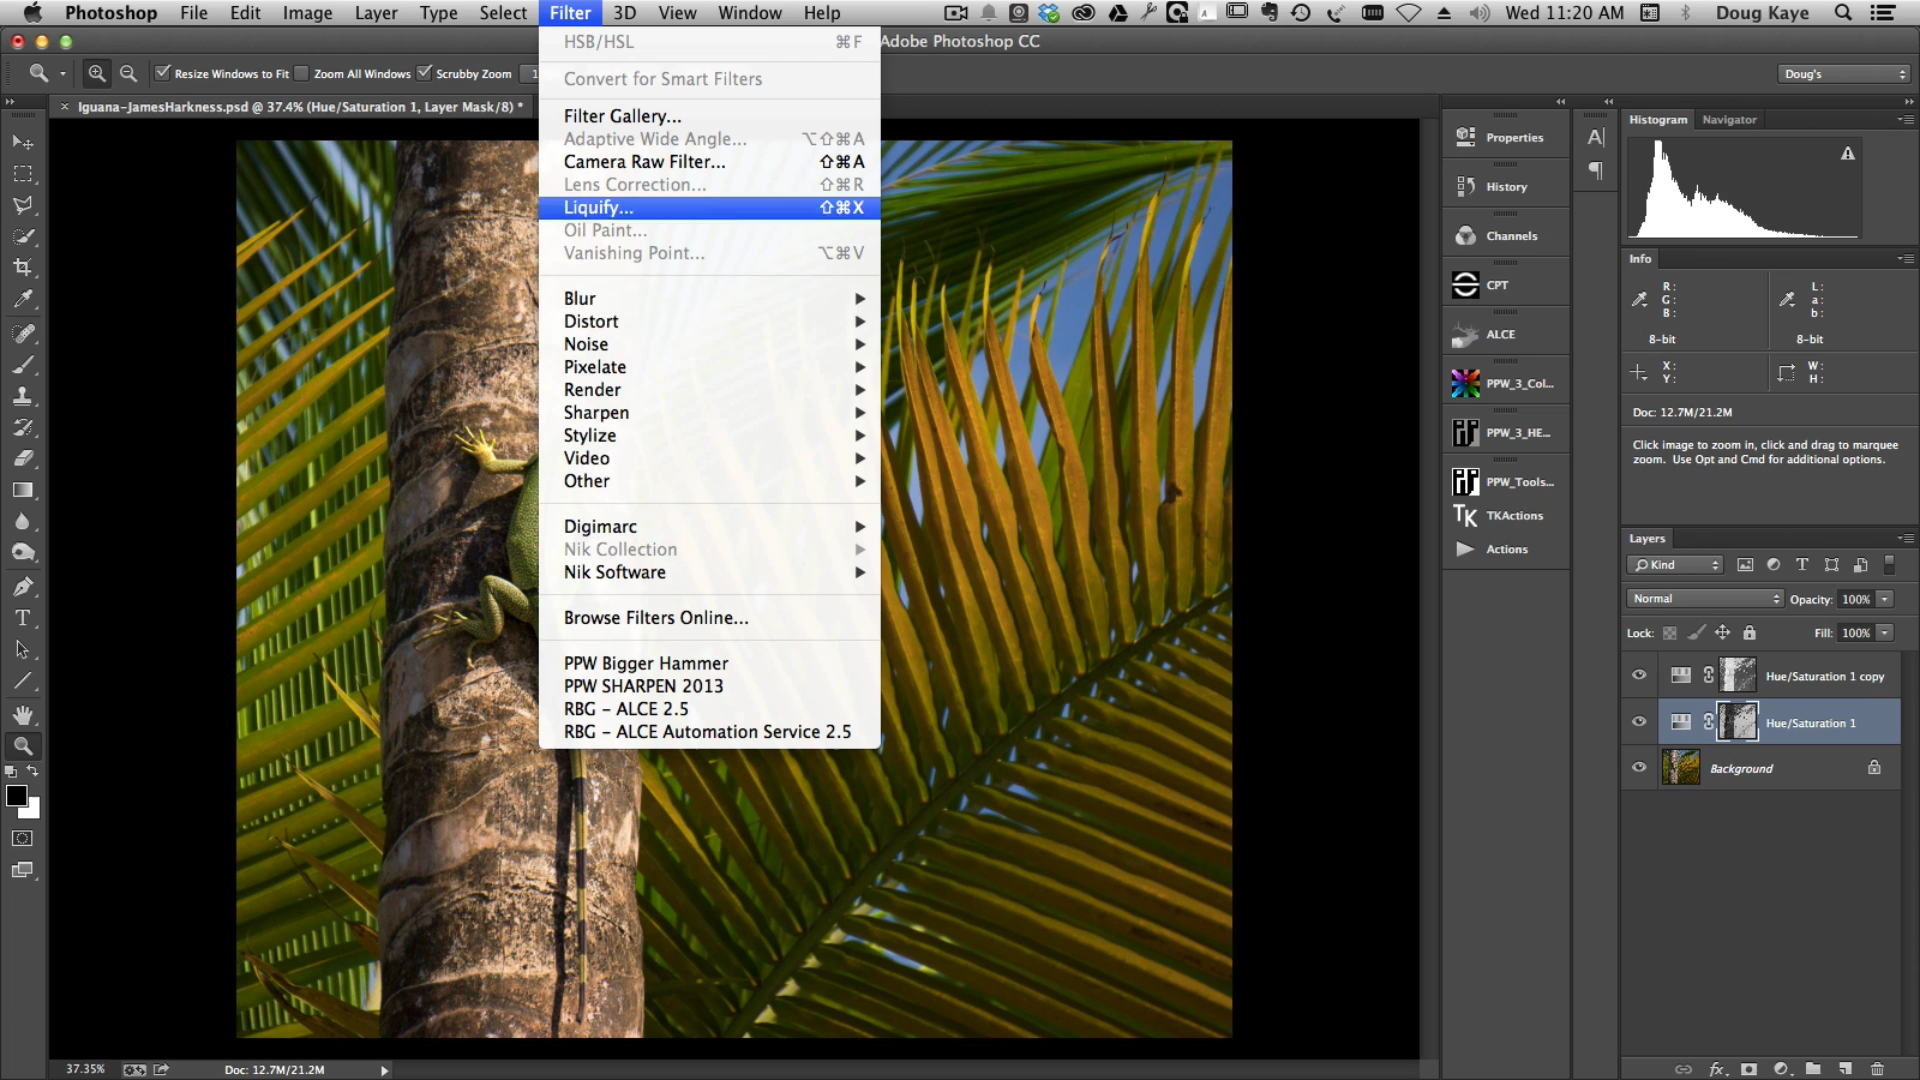 Photoshop File Edit Image Layer Type Select Filter 3D View Window Help Wed 11:20 AM Doug Kaye
Adobe Photoshop CC
Resize Windows to Fit Zoom All Windows Scrubby Zoom 1 Doug's
Iguana-JamesHarkness.psd @ 37.4% (Hue/Saturation 1, Layer Mask/8) *
HSB/HSL ⌘F
Convert for Smart Filters
Filter Gallery...
Adaptive Wide Angle... ⌥⇧⌘A
Camera Raw Filter... ⇧⌘A
Lens Correction... ⇧⌘R
Liquify... ⇧⌘X
Oil Paint...
Vanishing Point... ⌥⌘V
Blur
Distort
Noise
Pixelate
Render
Sharpen
Stylize
Video
Other
Digimarc
Nik Collection
Nik Software
Browse Filters Online...
PPW Bigger Hammer
PPW SHARPEN 2013
RBG - ALCE 2.5
RBG - ALCE Automation Service 2.5
Properties
History
Channels
CPT
ALCE
PPW_3_Col...
PPW_3_HE...
PPW_Tools...
TK TKActions
Actions
Histogram Navigator
Info
R: L:
G: a:
B: b:
8-bit 8-bit
X: W:
Y: H:
Doc: 12.7M/21.2M
Click image to zoom in, click and drag to marquee
zoom. Use Opt and Cmd for additional options.
Layers
Kind
Normal Opacity: 100%
Lock: Fill: 100%
Hue/Saturation 1 copy
Hue/Saturation 1
Background
37.35% Doc: 12.7M/21.2M
fx